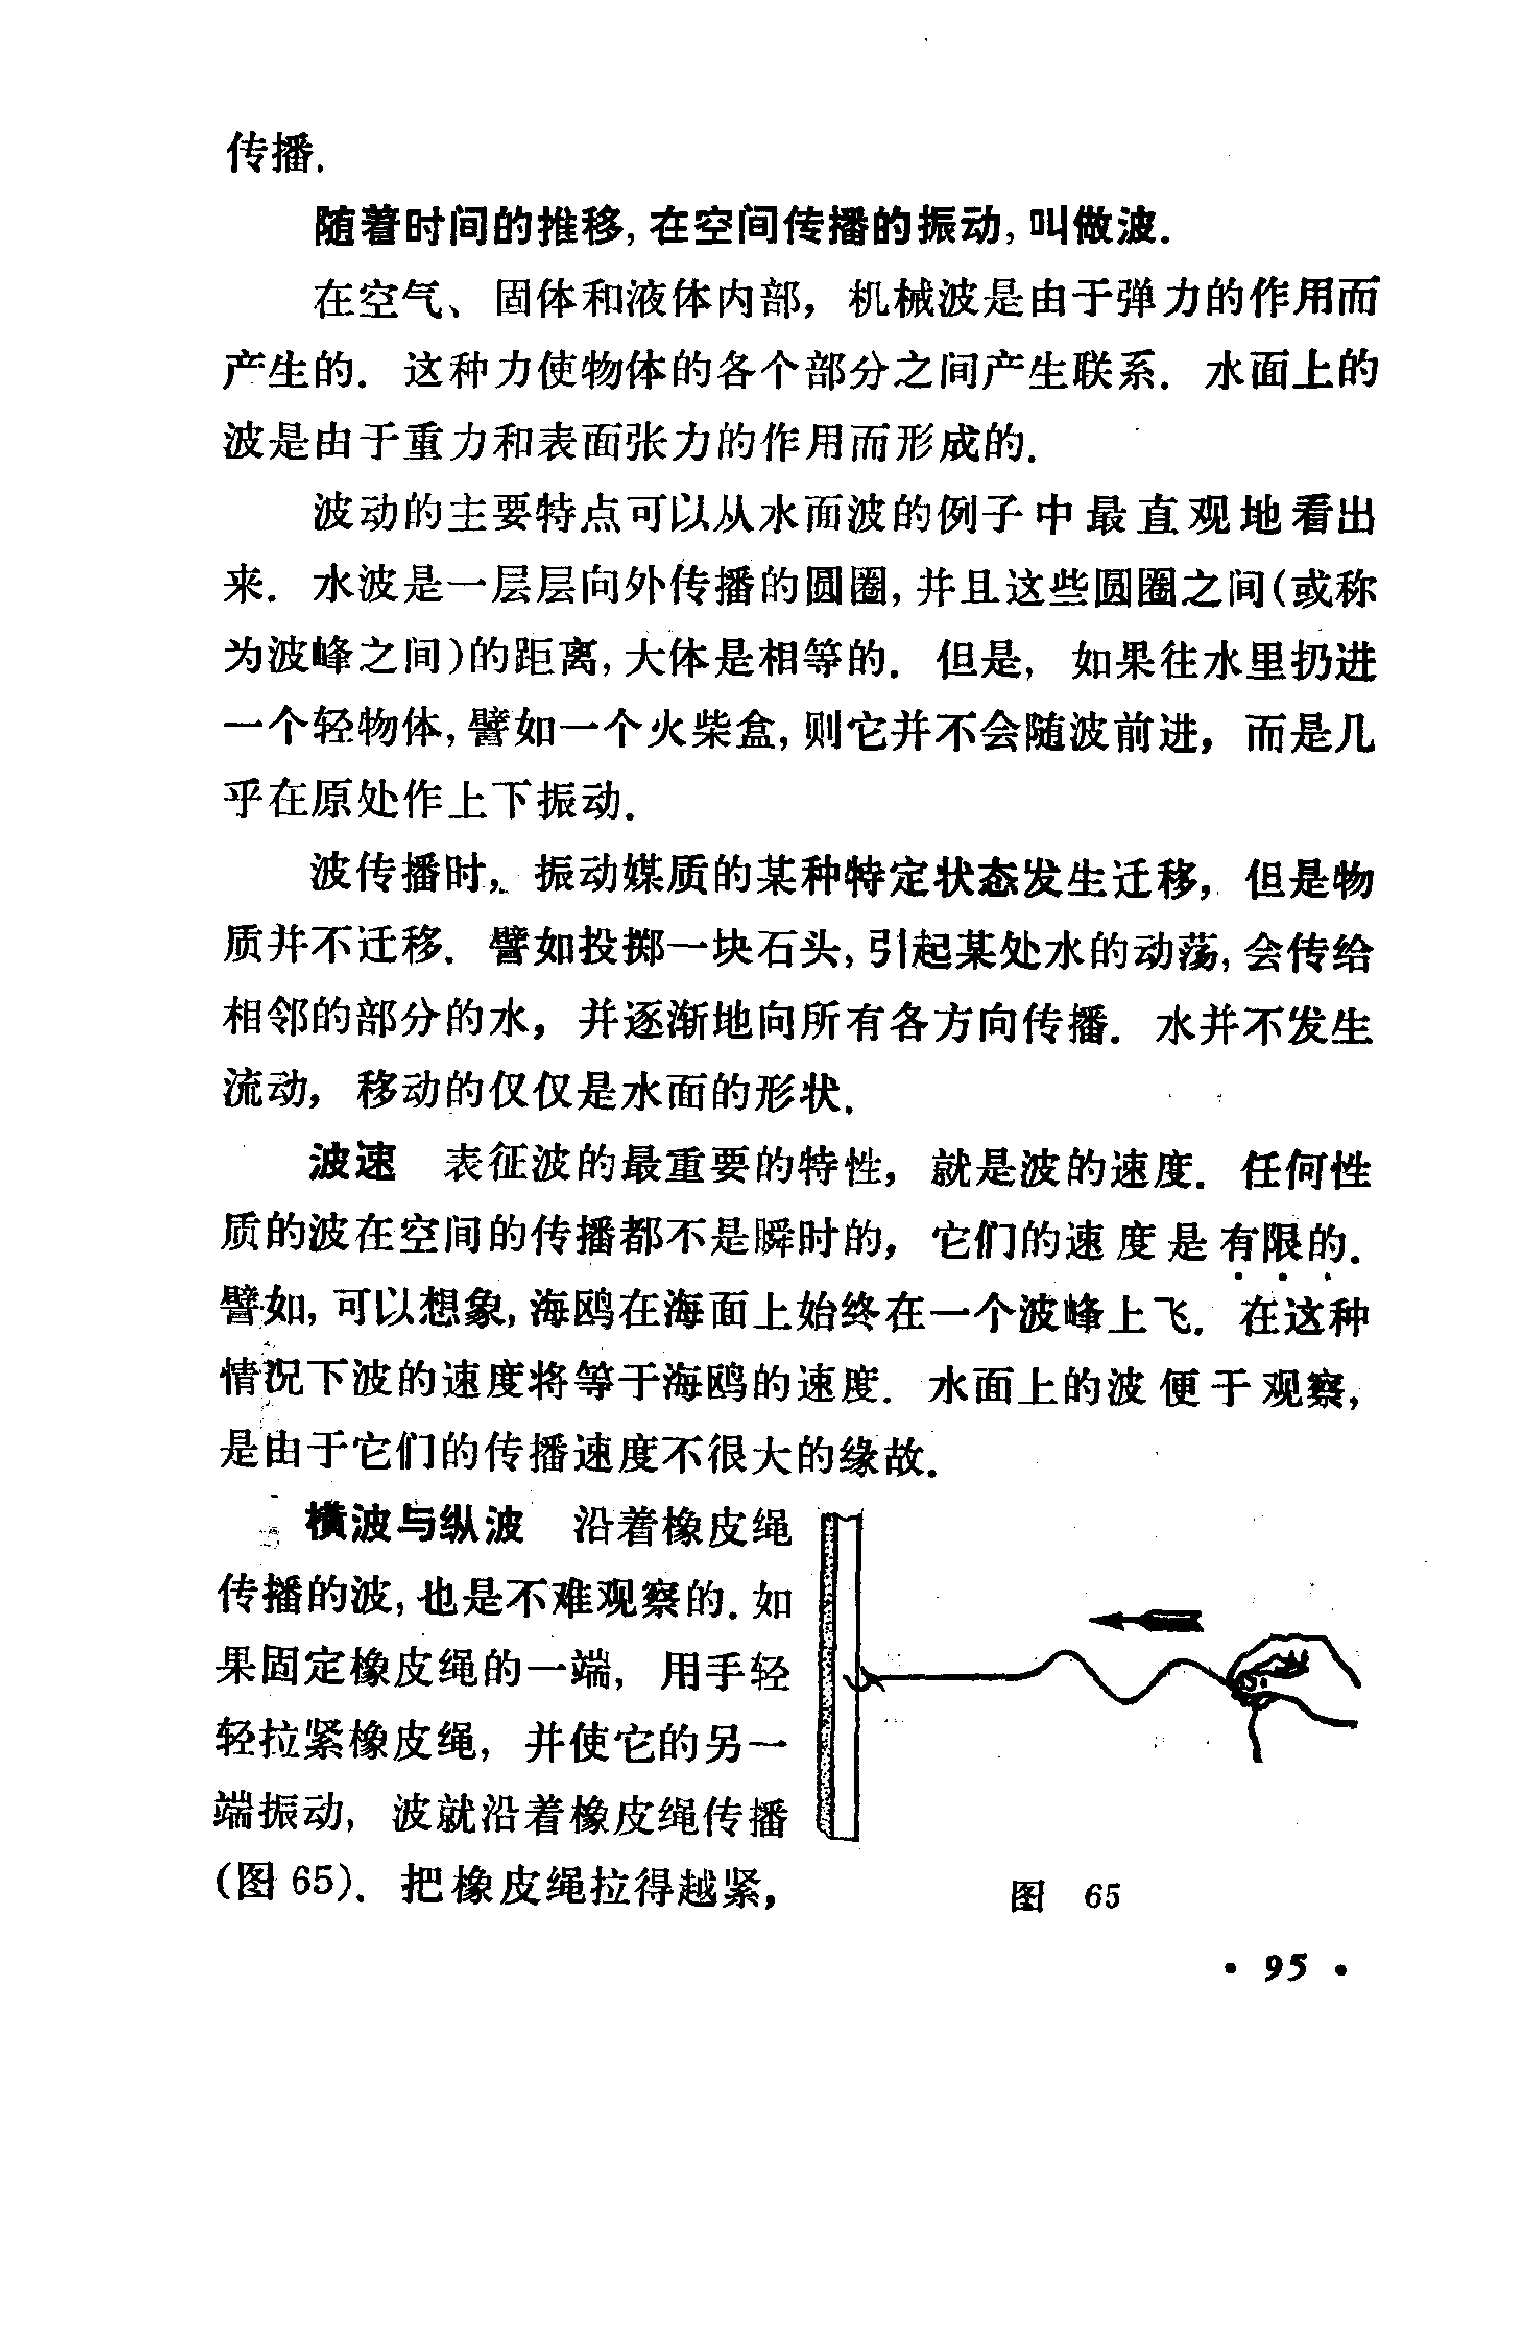 传播.
随着时间的推移, 在空间传播的振动, 叫做波.
在空气、固体和液体内部, 机械波是由于弹力的作用而
产生的. 这种力使物体的各个部分之间产生联系. 水面上的
波是由于重力和表面张力的作用而形成的.
波动的主要特点可以从水面波的例子中最直观地看出
来. 水波是一层层向外传播的圆圈, 并且这些圆圈之间(或称
为波峰之间)的距离, 大体是相等的. 但是, 如果往水里扔进
一个轻物体, 譬如一个火柴盒, 则它并不会随波前进, 而是几
乎在原处作上下振动.
波传播时, 振动媒质的某种特定状态发生迁移, 但是物
质并不迁移. 譬如投掷一块石头, 引起某处水的动荡, 会传给
相邻的部分的水, 并逐渐地向所有各方向传播. 水并不发生
流动, 移动的仅仅是水面的形状.
波速 表征波的最重要的特性, 就是波的速度. 任何性
质的波在空间的传播都不是瞬时的, 它们的速度是有限的.
譬如, 可以想象, 海鸥在海面上始终在一个波峰上飞. 在这种
情况下波的速度将等于海鸥的速度. 水面上的波便于观察,
是由于它们的传播速度不很大的缘故.
横波与纵波 沿着橡皮绳
传播的波, 也是不难观察的. 如
果固定橡皮绳的一端, 用手轻
轻拉紧橡皮绳, 并使它的另一
端振动, 波就沿着橡皮绳传播
(图 65). 把橡皮绳拉得越紧,
图 65
• 95 •